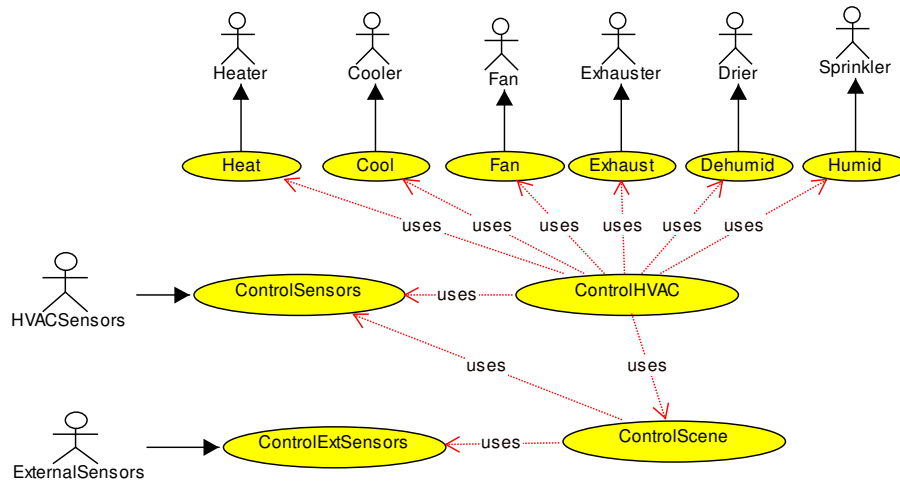 Heater
Cooler
Fan
Exhauster
Drier
Sprinkler
Heat
Cool
Fan
Exhaust
Dehumid
Humid
uses
uses
uses
uses
uses
uses
HVACSensors
ControlSensors
uses
ControlHVAC
uses
uses
ExternalSensors
ControlExtSensors
uses
ControlScene